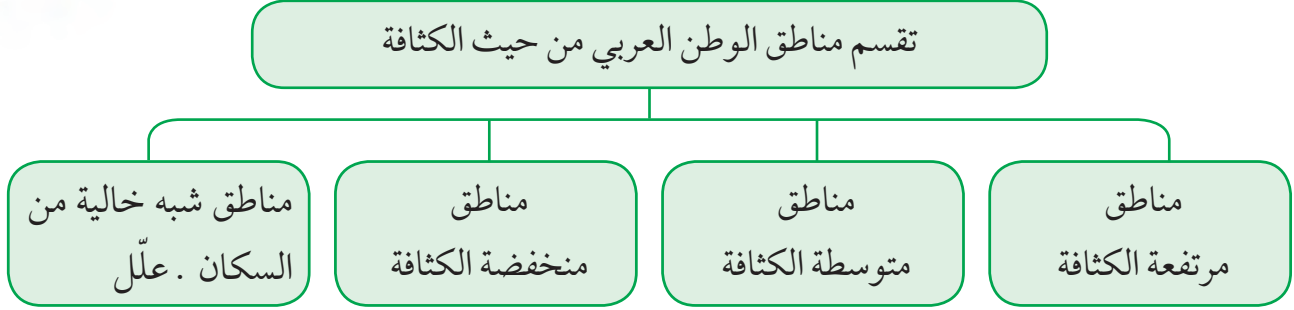 تقسم مناطق الوطن العربي من حيث الكثافة
مناطق
مرتفعة الكثافة
مناطق
متوسطة الكثافة
مناطق
منخفضة الكثافة
مناطق شبه خالية من
السكان . علّل